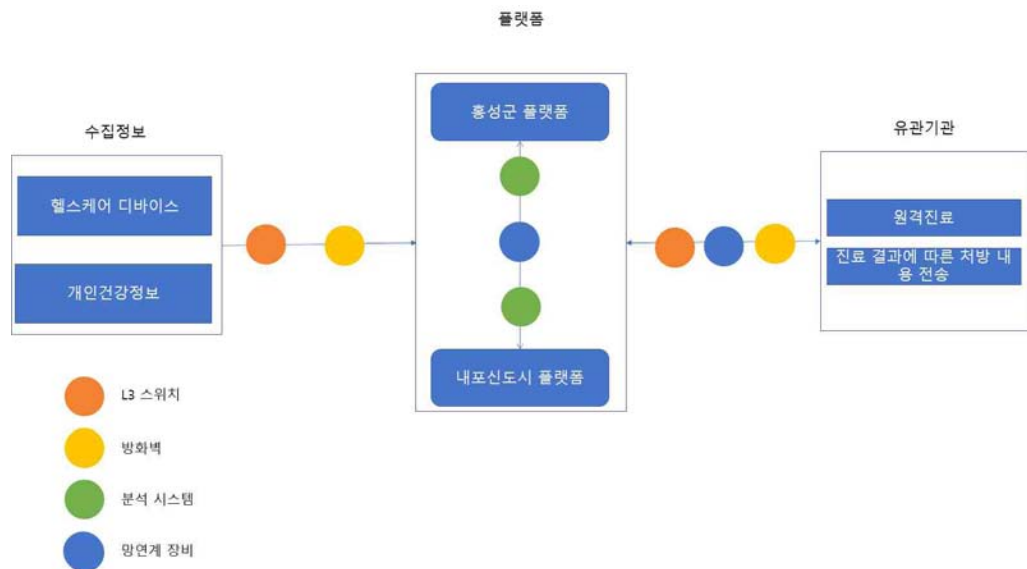 플랫폼
홍성군 플랫폼
수집정보
유관기관
헬스케어 디바이스
원격진료
진료 결과에 따른 처방 내
용 전송
개인건강정보
내포신도시 플랫폼
L3 스위치
방화벽
분석 시스템
망연계 장비